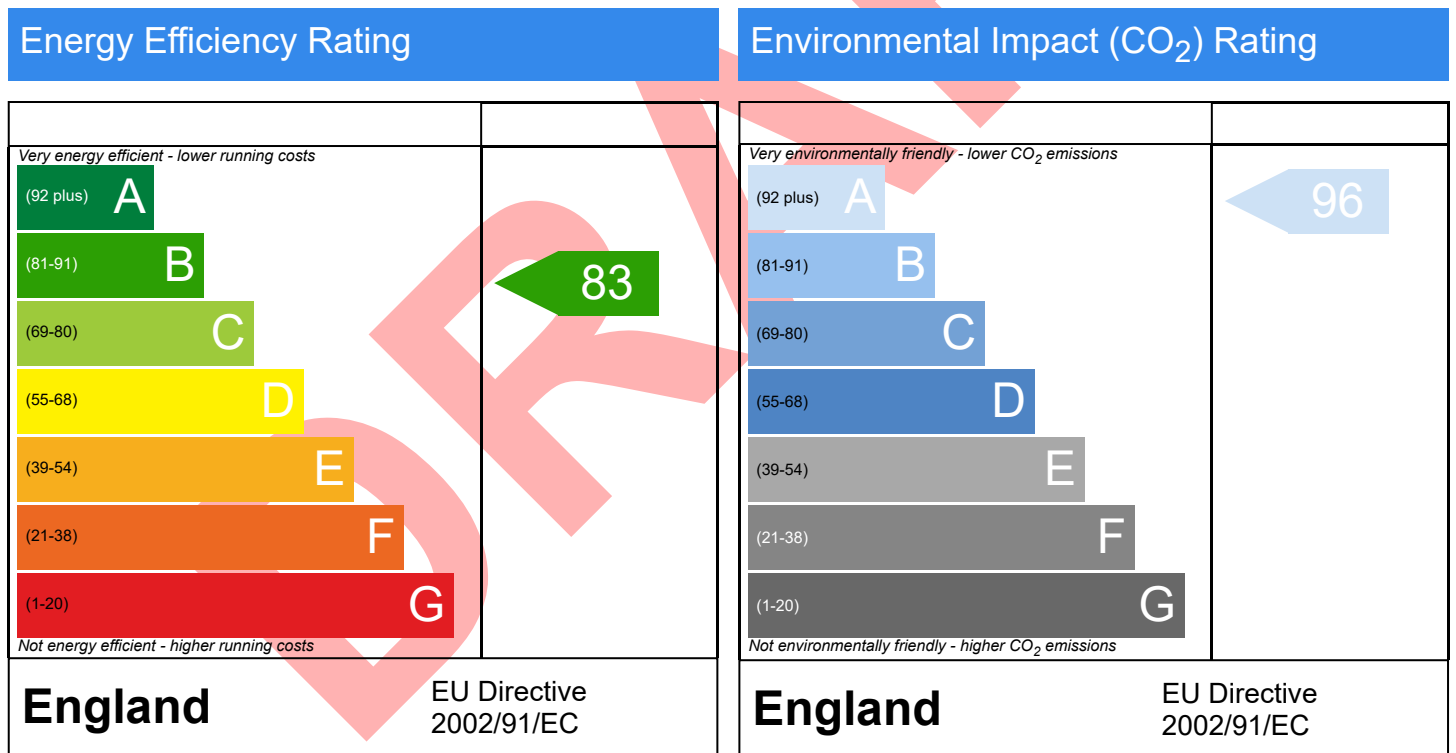 Energy Efficiency Rating
Very energy efficient - lower running costs
(92 plus) A
(81-91) B
83
(69-80) C
(55-68) D
(39-54) E
(21-38) F
(1-20) G
Not energy efficient - higher running costs
England
EU Directive
2002/91/EC
Environmental Impact (CO₂) Rating
Very environmentally friendly - lower CO₂ emissions
(92 plus) A
96
(81-91) B
(69-80) C
(55-68) D
(39-54) E
(21-38) F
(1-20) G
Not environmentally friendly - higher CO₂ emissions
England
EU Directive
2002/91/EC